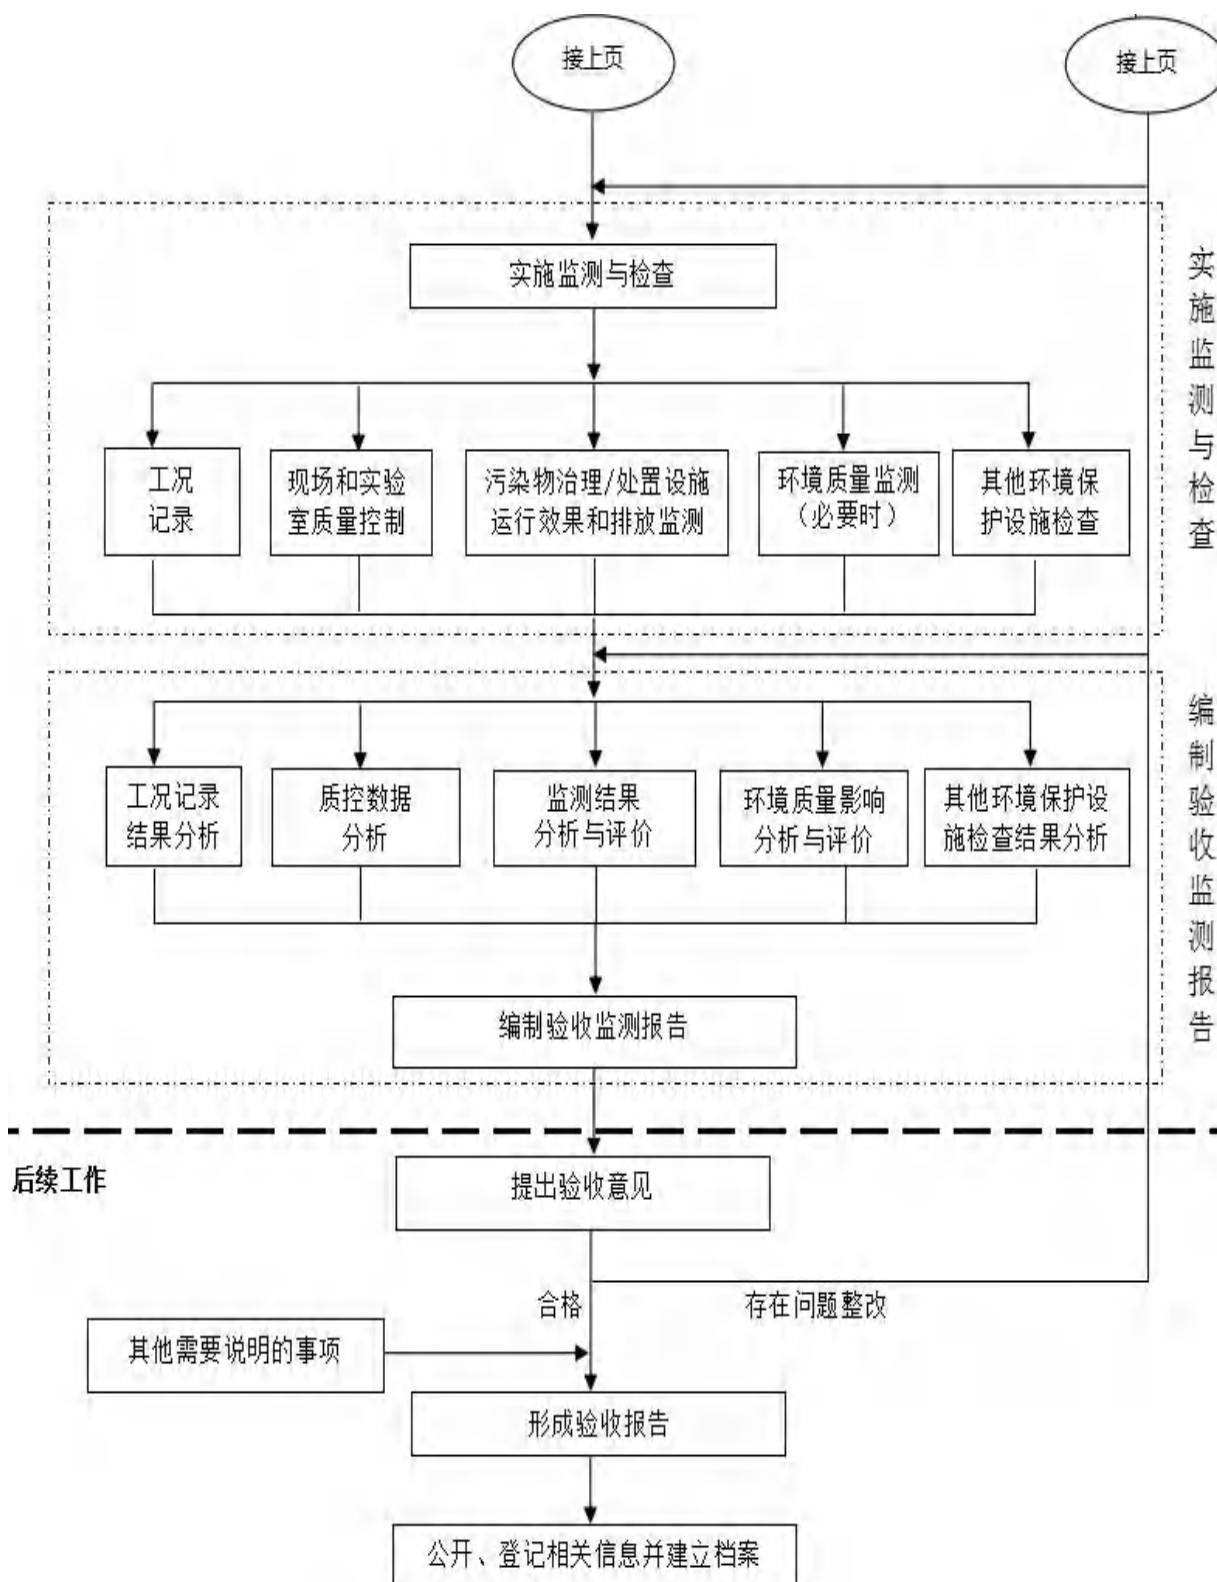 接上页
接上页
实施监测与检查
实施监测与检查
工况
记录
现场和实验
室质量控制
污染物治理/处置设施
运行效果和排放监测
环境质量监测
（必要时）
其他环境保
护设施检查
编制验收监测报告
工况记录
结果分析
质控数据
分析
监测结果
分析与评价
环境质量影响
分析与评价
其他环境保护设
施检查结果分析
编制验收监测报告
后续工作
提出验收意见
合格
存在问题整改
其他需要说明的事项
形成验收报告
公开、登记相关信息并建立档案